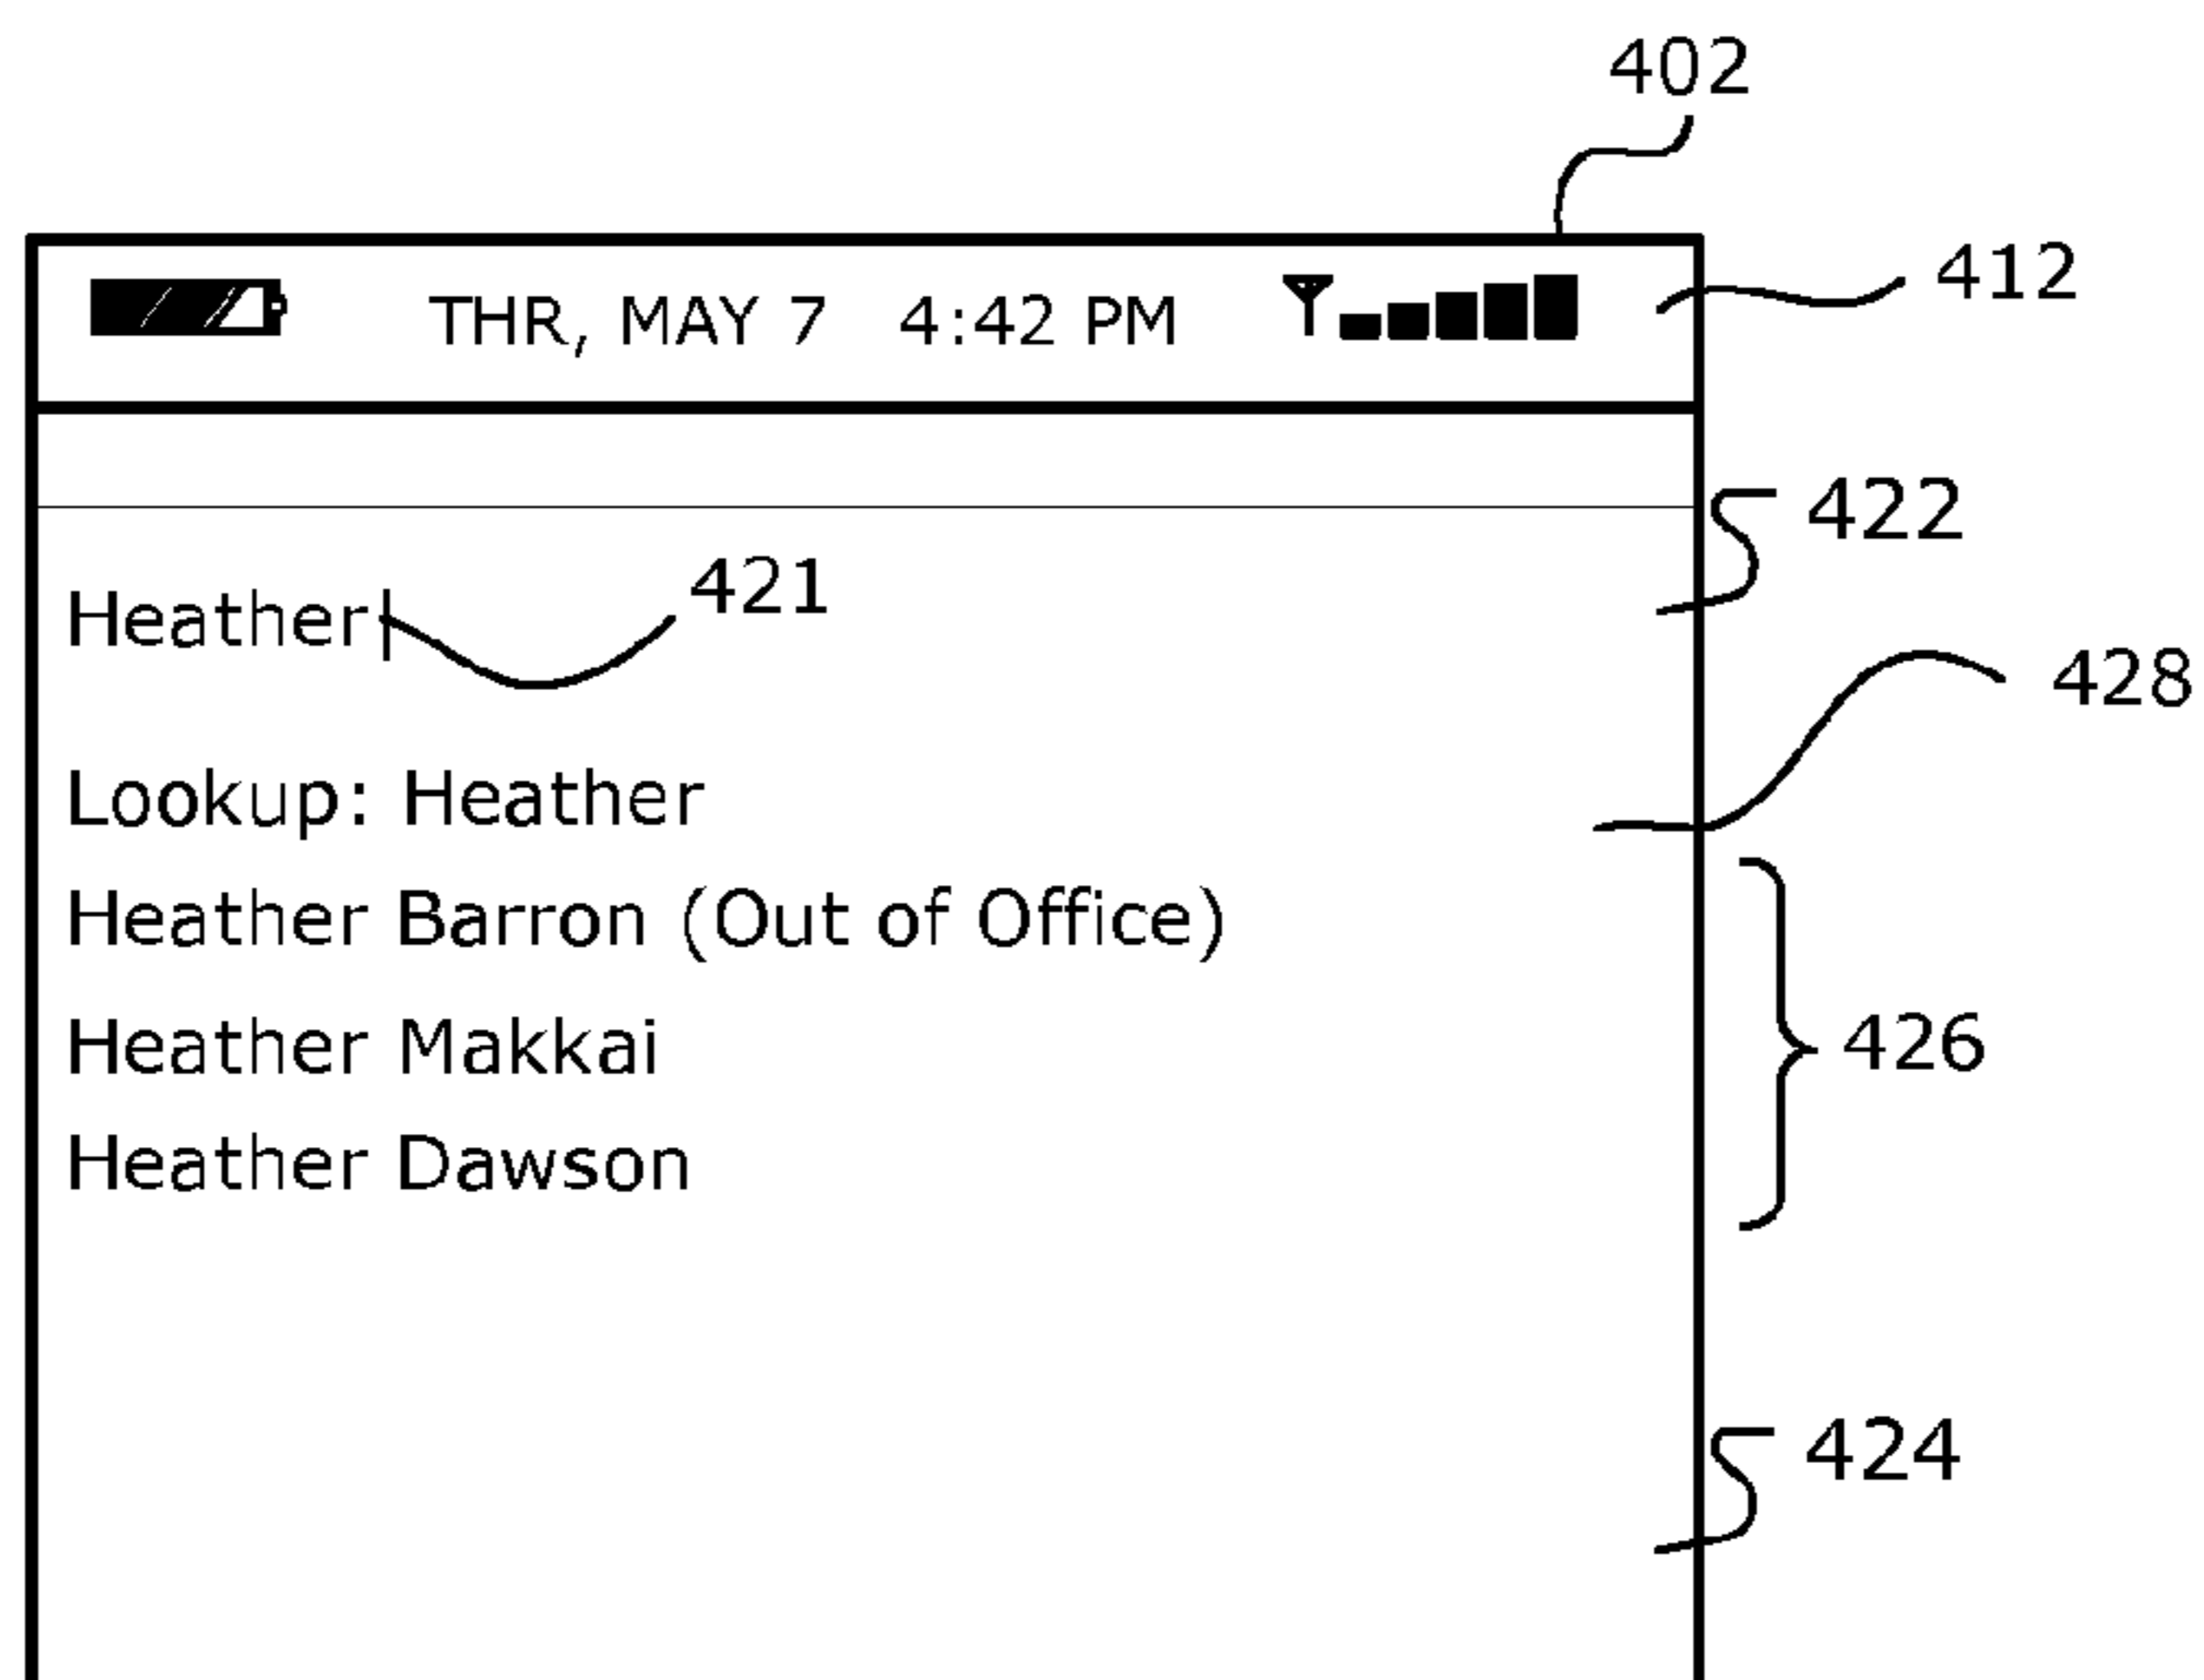 402
THR, MAY 7 4:42 PM 412
422
Heather 421
428
Lookup: Heather
Heather Barron (Out of Office)
Heather Makkai 426
Heather Dawson
424